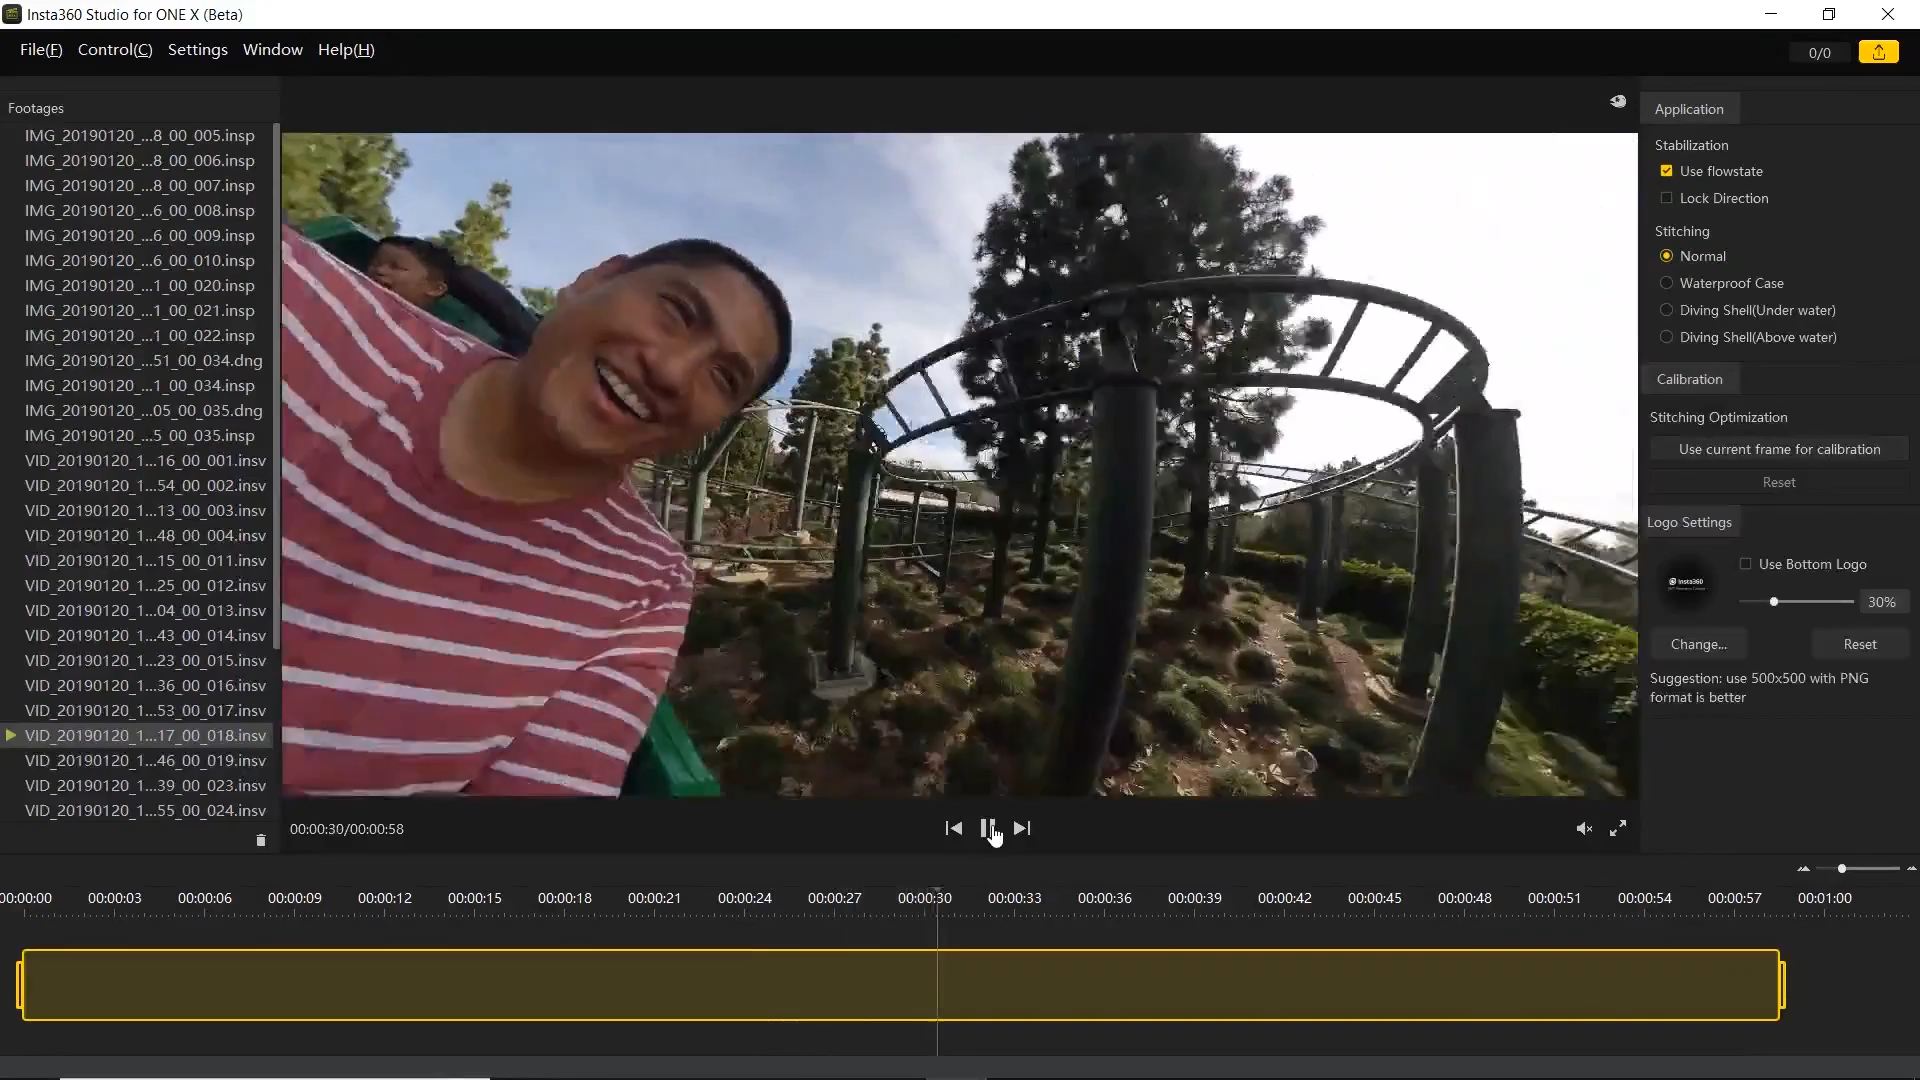 Insta360 Studio for ONE X (Beta)
File(F) Control(C) Settings Window Help(H)
0/0
Footages
IMG_20190120_...8_00_005.insp
IMG_20190120_...8_00_006.insp
IMG_20190120_...8_00_007.insp
IMG_20190120_...6_00_008.insp
IMG_20190120_...6_00_009.insp
IMG_20190120_...6_00_010.insp
IMG_20190120_...1_00_020.insp
IMG_20190120_...1_00_021.insp
IMG_20190120_...1_00_022.insp
IMG_20190120_...51_00_034.dng
IMG_20190120_...1_00_034.insp
IMG_20190120_...05_00_035.dng
IMG_20190120_...5_00_035.insp
VID_20190120_1...16_00_001.insv
VID_20190120_1...54_00_002.insv
VID_20190120_1...13_00_003.insv
VID_20190120_1...48_00_004.insv
VID_20190120_1...15_00_011.insv
VID_20190120_1...25_00_012.insv
VID_20190120_1...04_00_013.insv
VID_20190120_1...43_00_014.insv
VID_20190120_1...23_00_015.insv
VID_20190120_1...36_00_016.insv
VID_20190120_1...53_00_017.insv
VID_20190120_1...17_00_018.insv
VID_20190120_1...46_00_019.insv
VID_20190120_1...39_00_023.insv
VID_20190120_1...55_00_024.insv
00:00:30/00:00:58
Application
Stabilization
Use flowstate
Lock Direction
Stitching
Normal
Waterproof Case
Diving Shell(Under water)
Diving Shell(Above water)
Calibration
Stitching Optimization
Use current frame for calibration
Reset
Logo Settings
Insta360
Use Bottom Logo
30%
Change... Reset
Suggestion: use 500x500 with PNG
format is better
00:00:00 00:00:03 00:00:06 00:00:09 00:00:12 00:00:15 00:00:18 00:00:21 00:00:24 00:00:27 00:00:30 00:00:33 00:00:36 00:00:39 00:00:42 00:00:45 00:00:48 00:00:51 00:00:54 00:00:57 00:01:00